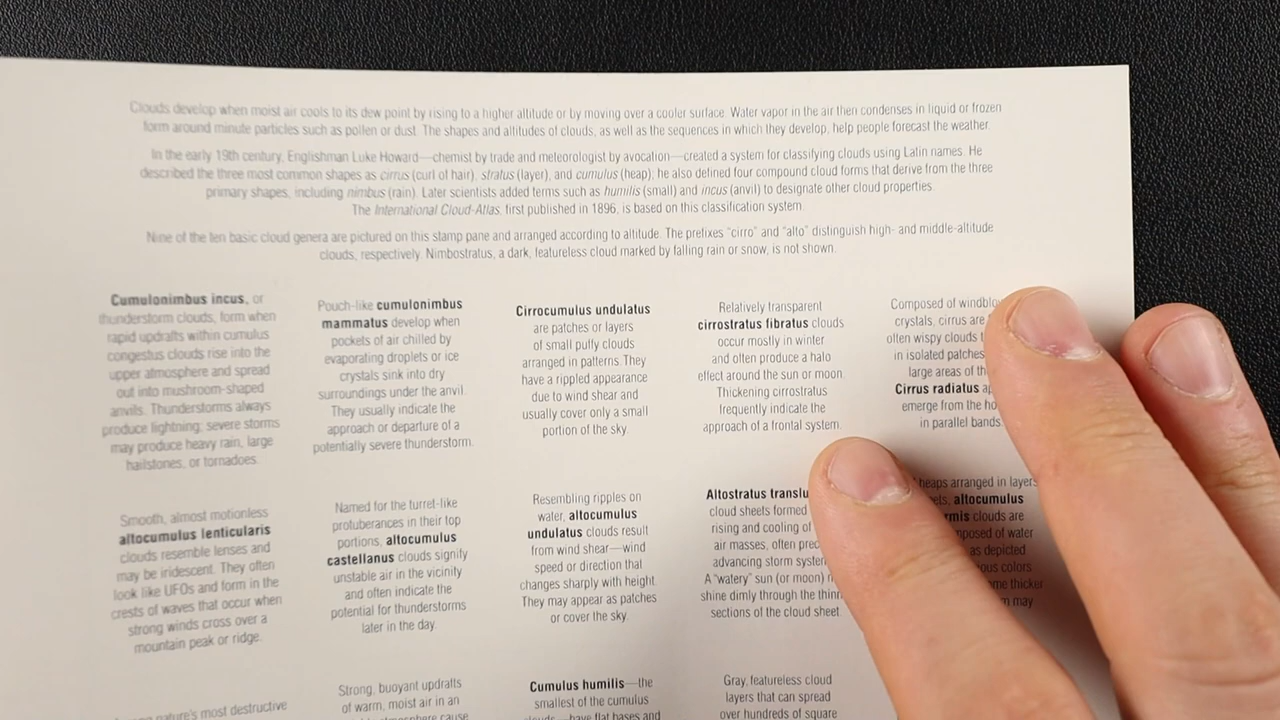 Clouds develop when moist air cools to its dew point by rising to a higher altitude or by moving over a cooler surface. Water vapor in the air then condenses in liquid or frozen
form around minute particles such as pollen or dust. The shapes and altitudes of clouds, as well as the sequences in which they develop, help people forecast the weather.
In the early 19th century, Englishman Luke Howard—chemist by trade and meteorologist by avocation—created a system for classifying clouds using Latin names. He
described the three most common shapes as cirrus (curl of hair), stratus (layer), and cumulus (heap); he also defined four compound cloud forms that derive from the three
primary shapes, including nimbus (rain). Later scientists added terms such as humilis (small) and incus (anvil) to designate other cloud properties.
The International Cloud-Atlas, first published in 1896, is based on this classification system.
Nine of the ten basic cloud genera are pictured on this stamp pane and arranged according to altitude. The prefixes "cirro" and "alto" distinguish high- and middle-altitude
clouds, respectively. Nimbostratus, a dark, featureless cloud marked by falling rain or snow, is not shown.
Cumulonimbus incus, or
thunderstorm clouds, form when
rapid updrafts within cumulus
congestus clouds rise into the
upper atmosphere and spread
out into mushroom-shaped
anvils. Thunderstorms always
produce lightning; severe storms
may produce heavy rain, large
hailstones, or tornadoes.
Pouch-like cumulonimbus
mammatus develop when
pockets of air chilled by
evaporating droplets or ice
crystals sink into dry
surroundings under the anvil.
They usually indicate the
approach or departure of a
potentially severe thunderstorm.
Cirrocumulus undulatus
are patches or layers
of small puffy clouds
arranged in patterns. They
have a rippled appearance
due to wind shear and
usually cover only a small
portion of the sky.
Relatively transparent
cirrostratus fibratus clouds
occur mostly in winter
and often produce a halo
effect around the sun or moon.
Thickening cirrostratus
frequently indicate the
approach of a frontal system.
Composed of
crystals, cirrus are
often wispy clouds
in isolated patches
large areas of
Cirrus radiatus
emerge from the
in parallel bands
Smooth, almost motionless
altocumulus lenticularis
clouds resemble lenses and
may be iridescent. They often
look like UFOs and form in the
crests of waves that occur when
strong winds cross over a
mountain peak or ridge.
Named for the turret-like
protuberances in their top
portions, altocumulus
castellanus clouds signify
unstable air in the vicinity
and often indicate the
potential for thunderstorms
later in the day.
Resembling ripples on
water, altocumulus
undulatus clouds result
from wind shear—wind
speed or direction that
changes sharply with height.
They may appear as patches
or cover the sky.
Altostratus
cloud sheets formed
rising and cooling of
air masses, often
advancing storm
A "watery" sun (or moon)
shine dimly through the
sections of the cloud sheet.
heaps arranged in layers
altocumulus
clouds are
of water
as depicted
colors
thicker
may
nature's most destructive
Strong, buoyant updrafts
of warm, moist air in an
cause
Cumulus humilis—the
smallest of the cumulus
clouds—have flat bases and
Gray, featureless cloud
layers that can spread
over hundreds of square